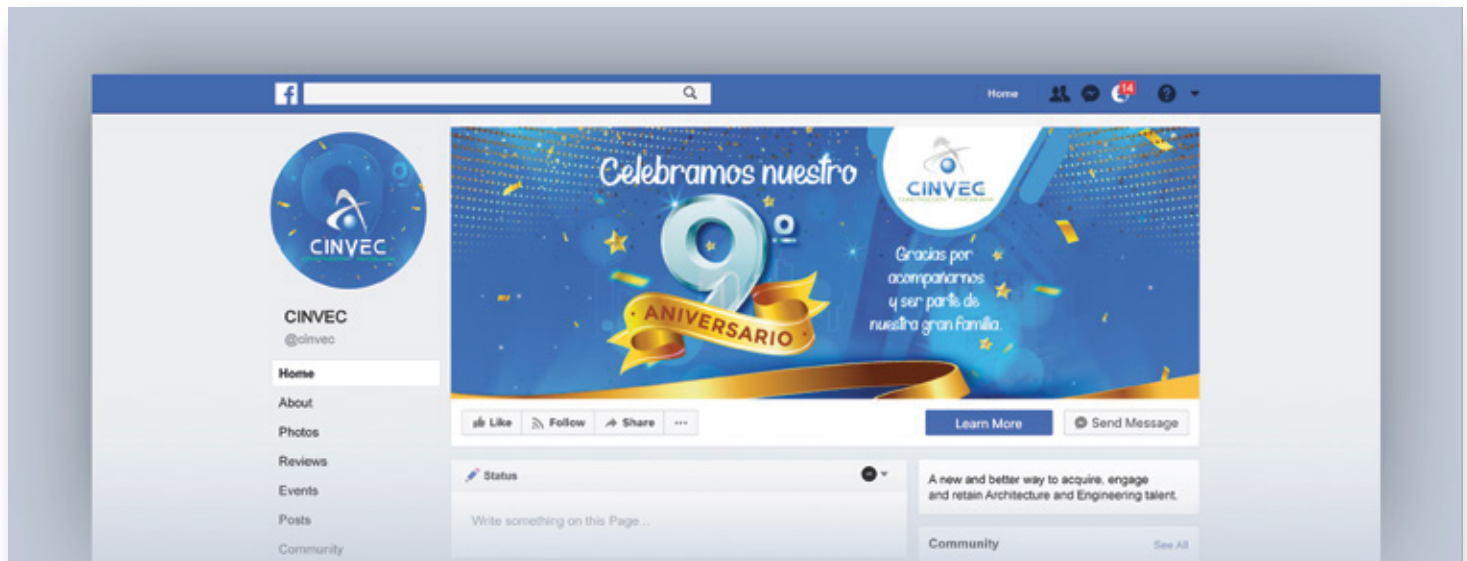 f
Home
14
?
CINVEC
CINVEC
@cinvec
Home
About
Photos
Reviews
Events
Posts
Community
Celebramos nuestro
9º
ANIVERSARIO
CINVEC
Gracias por
acompañarnos
y ser parte de
nuestra gran familia.
Like Follow Share ...
Learn More Send Message
Status
Write something on this Page...
A new and better way to acquire, engage
and retain Architecture and Engineering talent.
Community See All